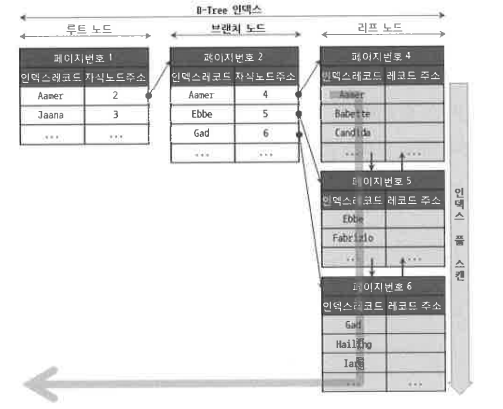 B-Tree 인덱스
루트 노드
브랜치 노드
리프 노드
페이지번호 1
인덱스레코드 자식노드주소
Aamer 2
Jaana 3
... ...
페이지번호 2
인덱스레코드 자식노드주소
Aamer 4
Ebbe 5
Gad 6
... ...
페이지번호 4
인덱스레코드 레코드 주소
Aamer
Babette
Candida
... ...
페이지번호 5
인덱스레코드 레코드 주소
Ebbe
Fabrizio
... ...
페이지번호 6
인덱스레코드 레코드 주소
Gad
Hailing
... ...
인덱스 풀 스캔